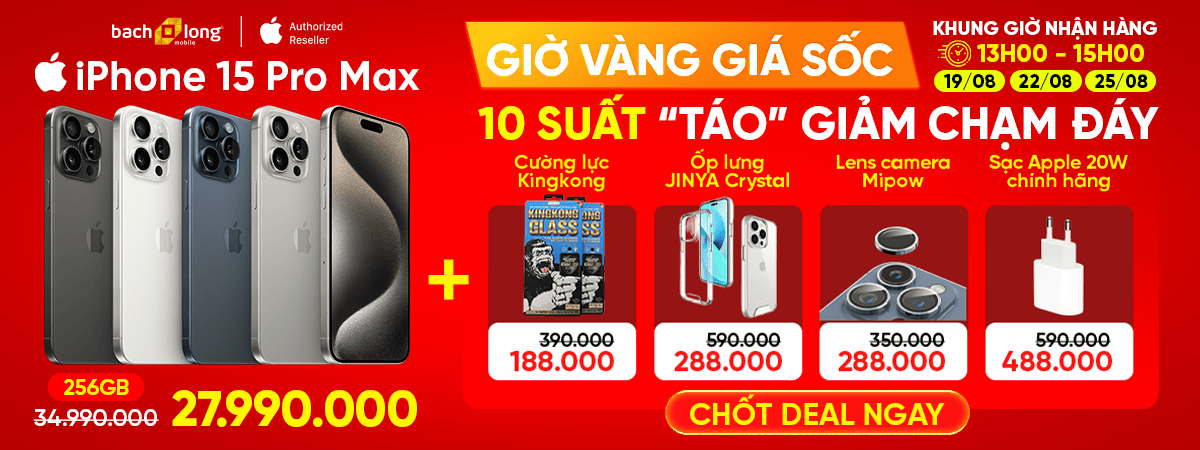 bachlong
mobile
Authorized
Reseller
iPhone 15 Pro Max
256GB
34.990.000
27.990.000
+
GIỜ VÀNG GIÁ SỐC
KHUNG GIỜ NHẬN HÀNG
13H00 - 15H00
19/08 22/08 25/08
10 SUẤT “TÁO” GIẢM CHẠM ĐÁY
Cường lực
Kingkong
KINGKONG
GLASS
390.000
188.000
Ốp lưng
JINYA Crystal
590.000
288.000
Lens camera
Mipow
350.000
288.000
Sạc Apple 20W
chính hãng
590.000
488.000
CHỐT DEAL NGAY